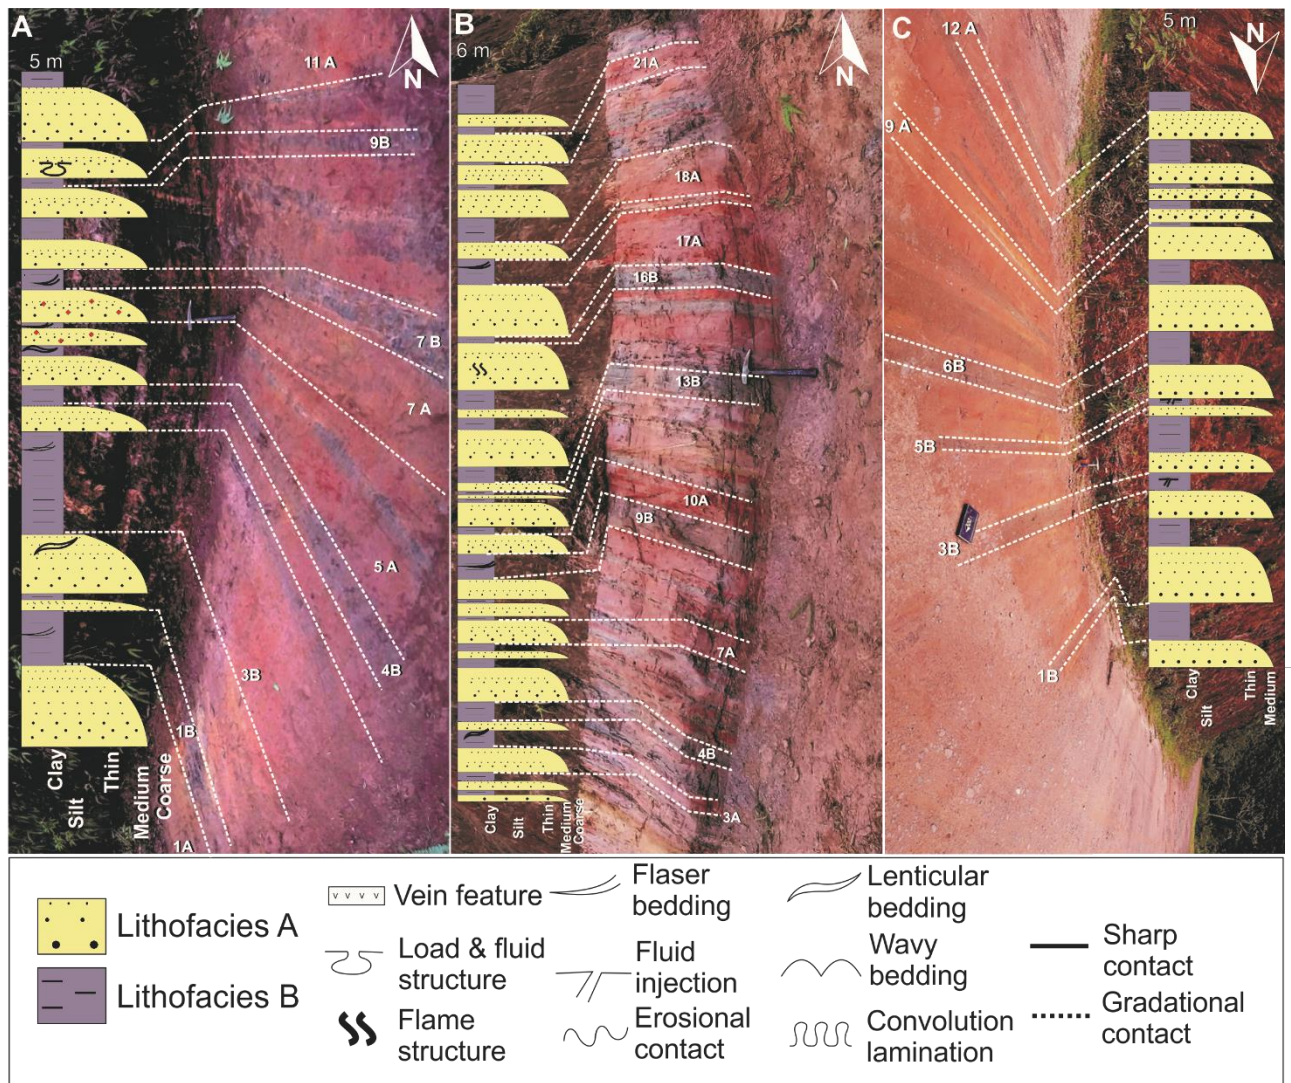 A
5 m
11 A
N
9B
7 B
7 A
5 A
4B
3B
1B
1A
Clay
Silt
Thin
Medium
Coarse
B
6 m
21A
N
18A
17A
16B
13B
10A
9B
7A
4B
3A
Clay
Silt
Thin
Medium
Coarse
C
12 A
5 m
N
9 A
6B
5B
3B
1B
Clay
Silt
Thin
Medium
Lithofacies A
Lithofacies B
v v v v
Vein feature
Load & fluid
structure
Flame
structure
Flaser
bedding
Fluid
injection
Erosional
contact
Lenticular
bedding
Wavy
bedding
Convolution
lamination
Sharp
contact
Gradational
contact